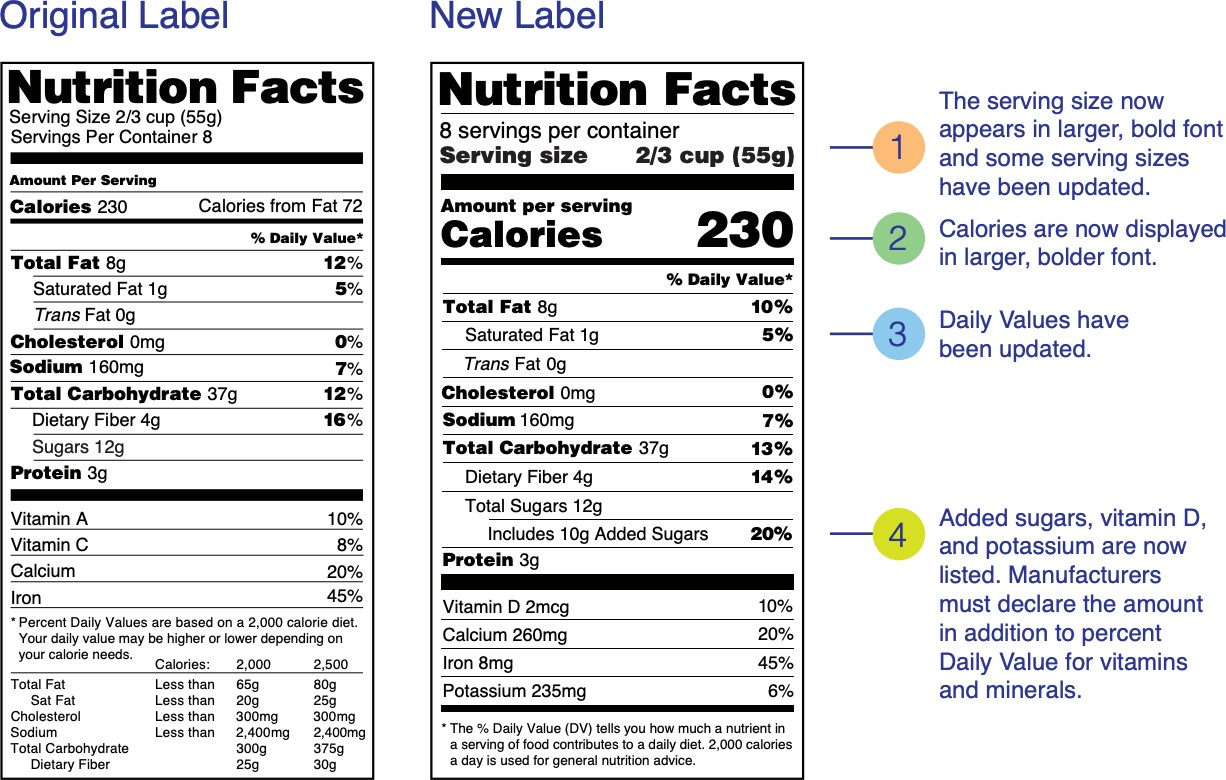 Original Label
Nutrition Facts
Serving Size 2/3 cup (55g)
Servings Per Container 8
Amount Per Serving
Calories 230 Calories from Fat 72
% Daily Value*
Total Fat 8g 12%
Saturated Fat 1g 5%
Trans Fat 0g
Cholesterol 0mg 0%
Sodium 160mg 7%
Total Carbohydrate 37g 12%
Dietary Fiber 4g 16%
Sugars 12g
Protein 3g
Vitamin A 10%
Vitamin C 8%
Calcium 20%
Iron 45%
* Percent Daily Values are based on a 2,000 calorie diet.
Your daily value may be higher or lower depending on
your calorie needs.
Calories: 2,000 2,500
Total Fat Less than 65g 80g
Sat Fat Less than 20g 25g
Cholesterol Less than 300mg 300mg
Sodium Less than 2,400mg 2,400mg
Total Carbohydrate 300g 375g
Dietary Fiber 25g 30g
New Label
Nutrition Facts
8 servings per container
Serving size 2/3 cup (55g)
Amount per serving
Calories 230
% Daily Value*
Total Fat 8g 10%
Saturated Fat 1g 5%
Trans Fat 0g
Cholesterol 0mg 0%
Sodium 160mg 7%
Total Carbohydrate 37g 13%
Dietary Fiber 4g 14%
Total Sugars 12g
Includes 10g Added Sugars 20%
Protein 3g
Vitamin D 2mcg 10%
Calcium 260mg 20%
Iron 8mg 45%
Potassium 235mg 6%
* The % Daily Value (DV) tells you how much a nutrient in
a serving of food contributes to a daily diet. 2,000 calories
a day is used for general nutrition advice.
1
The serving size now
appears in larger, bold font
and some serving sizes
have been updated.
2
Calories are now displayed
in larger, bolder font.
3
Daily Values have
been updated.
4
Added sugars, vitamin D,
and potassium are now
listed. Manufacturers
must declare the amount
in addition to percent
Daily Value for vitamins
and minerals.